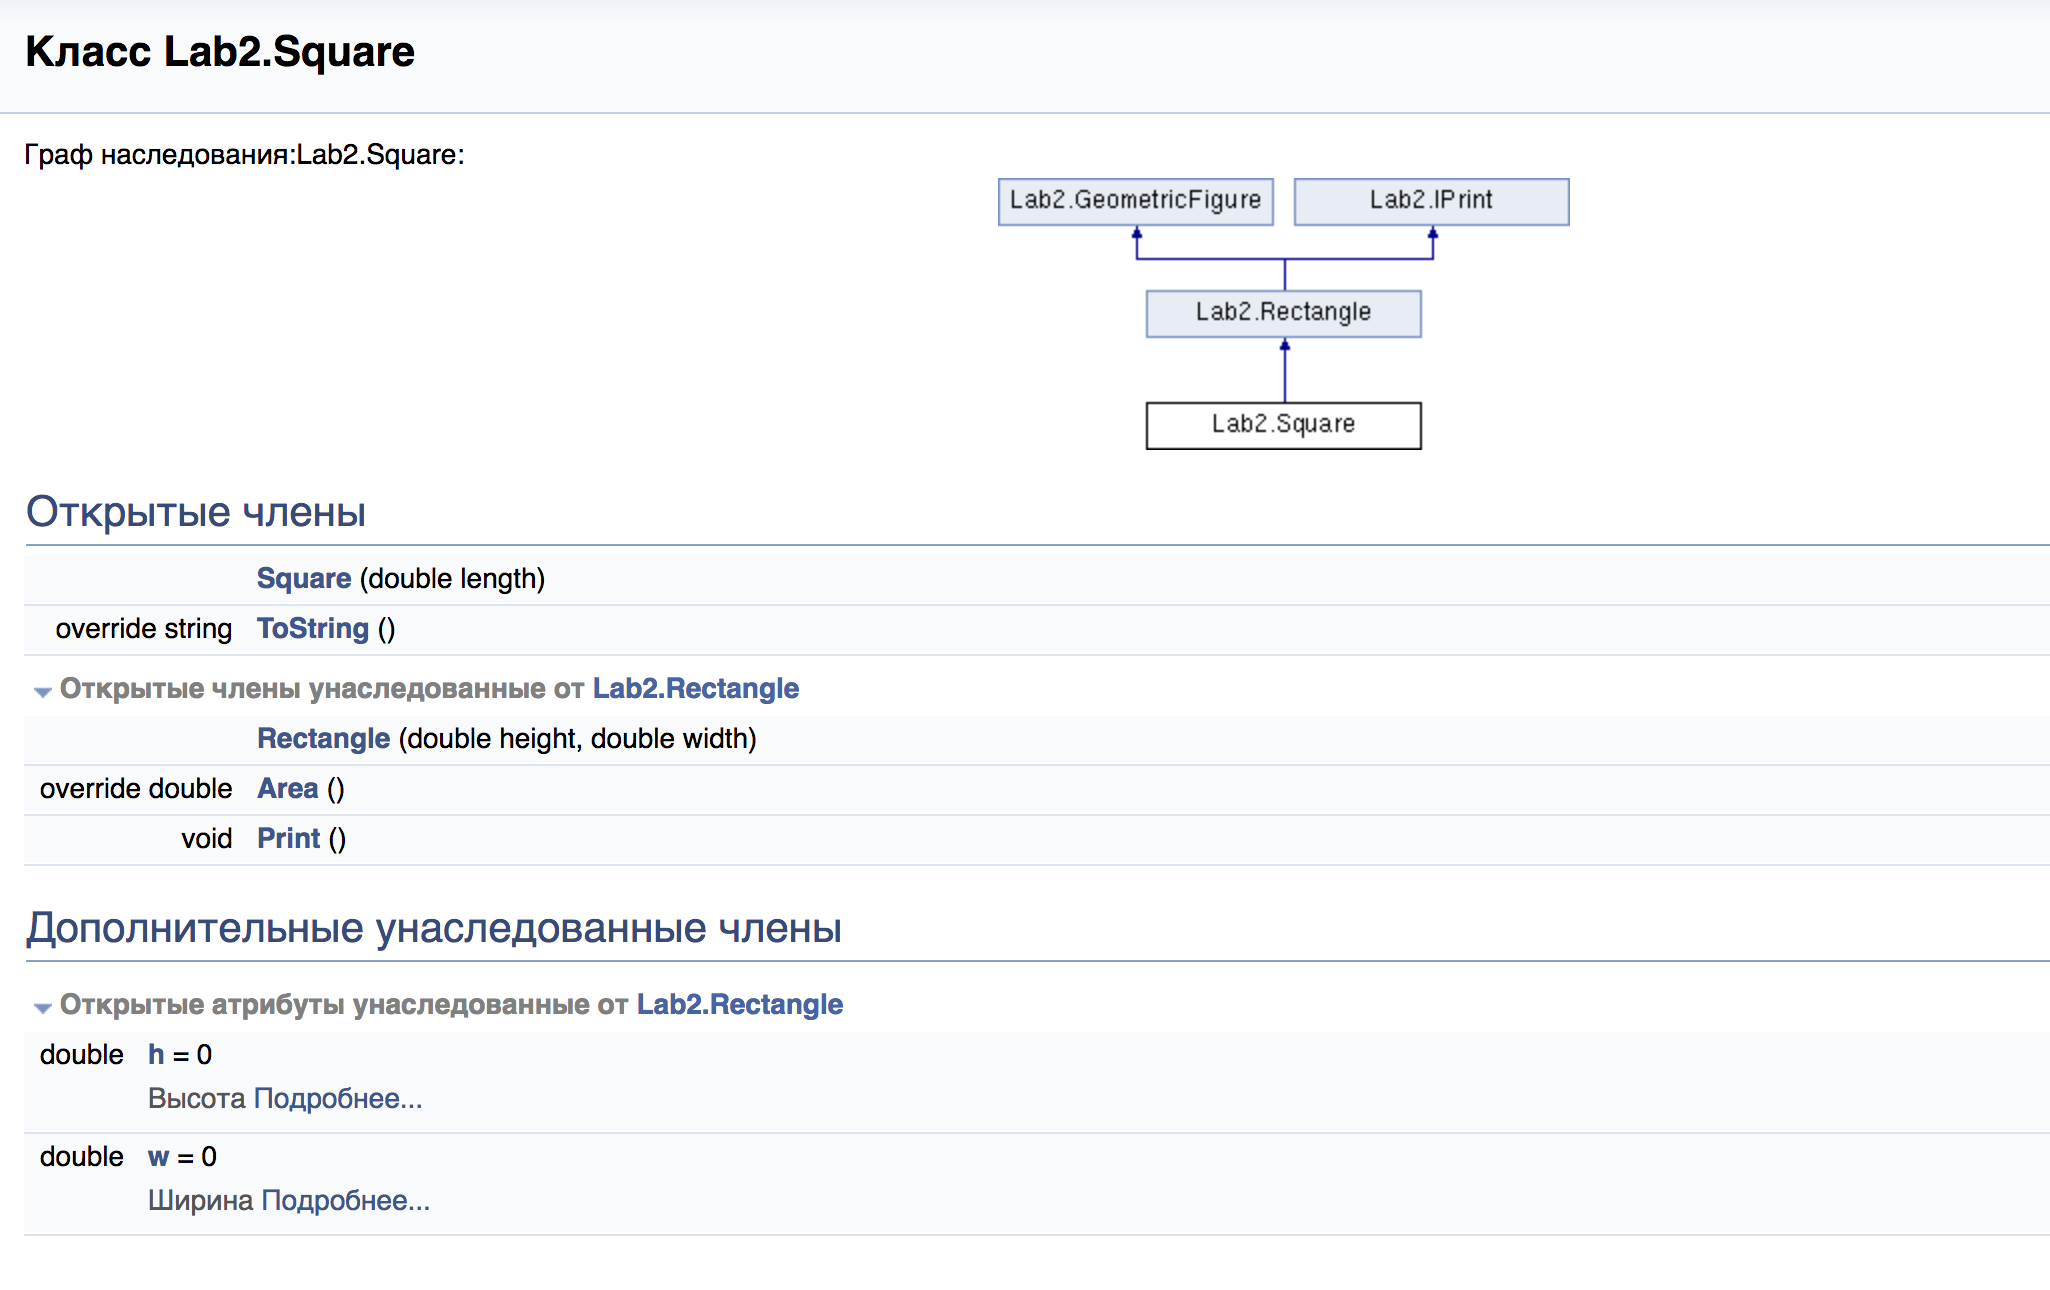 Класс Lab2.Square
Граф наследования:Lab2.Square:
Lab2.GeometricFigure Lab2.IPrint
Lab2.Rectangle
Lab2.Square
Открытые члены
Square (double length)
override string ToString ()
Открытые члены унаследованные от Lab2.Rectangle
Rectangle (double height, double width)
override double Area ()
void Print ()
Дополнительные унаследованные члены
Открытые атрибуты унаследованные от Lab2.Rectangle
double h = 0
Высота Подробнее...
double w = 0
Ширина Подробнее...